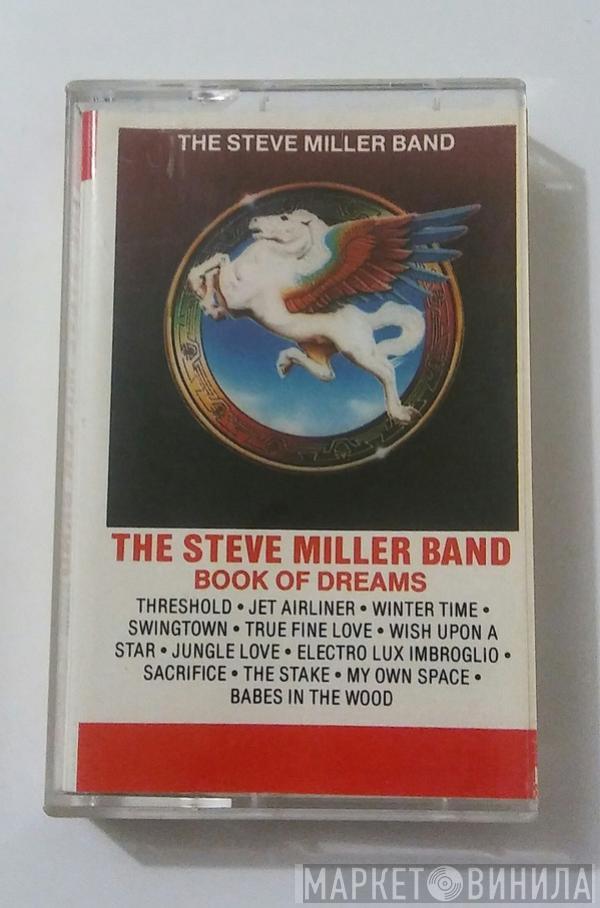 THE STEVE MILLER BAND
THE STEVE MILLER BAND
BOOK OF DREAMS
THRESHOLD • JET AIRLINER • WINTER TIME •
SWINGTOWN • TRUE FINE LOVE • WISH UPON A
STAR • JUNGLE LOVE • ELECTRO LUX IMBROGLIO •
SACRIFICE • THE STAKE • MY OWN SPACE •
BABES IN THE WOOD
МАРКЕТ ВИНИЛА